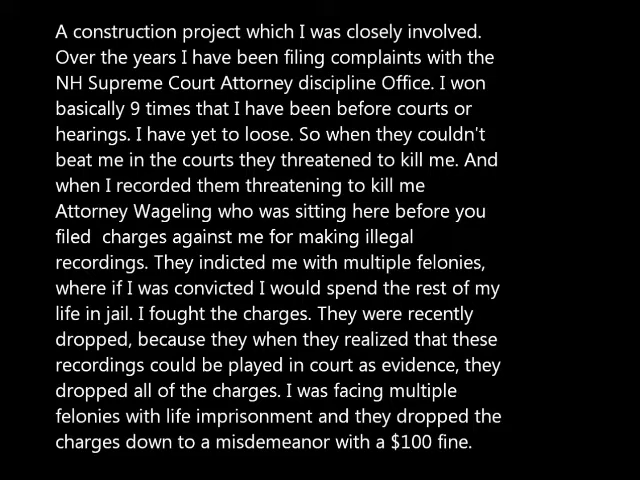 A construction project which I was closely involved.
Over the years I have been filing complaints with the
NH Supreme Court Attorney discipline Office. I won
basically 9 times that I have been before courts or
hearings. I have yet to loose. So when they couldn't
beat me in the courts they threatened to kill me. And
when I recorded them threatening to kill me
Attorney Wageling who was sitting here before you
filed  charges against me for making illegal
recordings. They indicted me with multiple felonies,
where if I was convicted I would spend the rest of my
life in jail. I fought the charges. They were recently
dropped, because they when they realized that these
recordings could be played in court as evidence, they
dropped all of the charges. I was facing multiple
felonies with life imprisonment and they dropped the
charges down to a misdemeanor with a $100 fine.